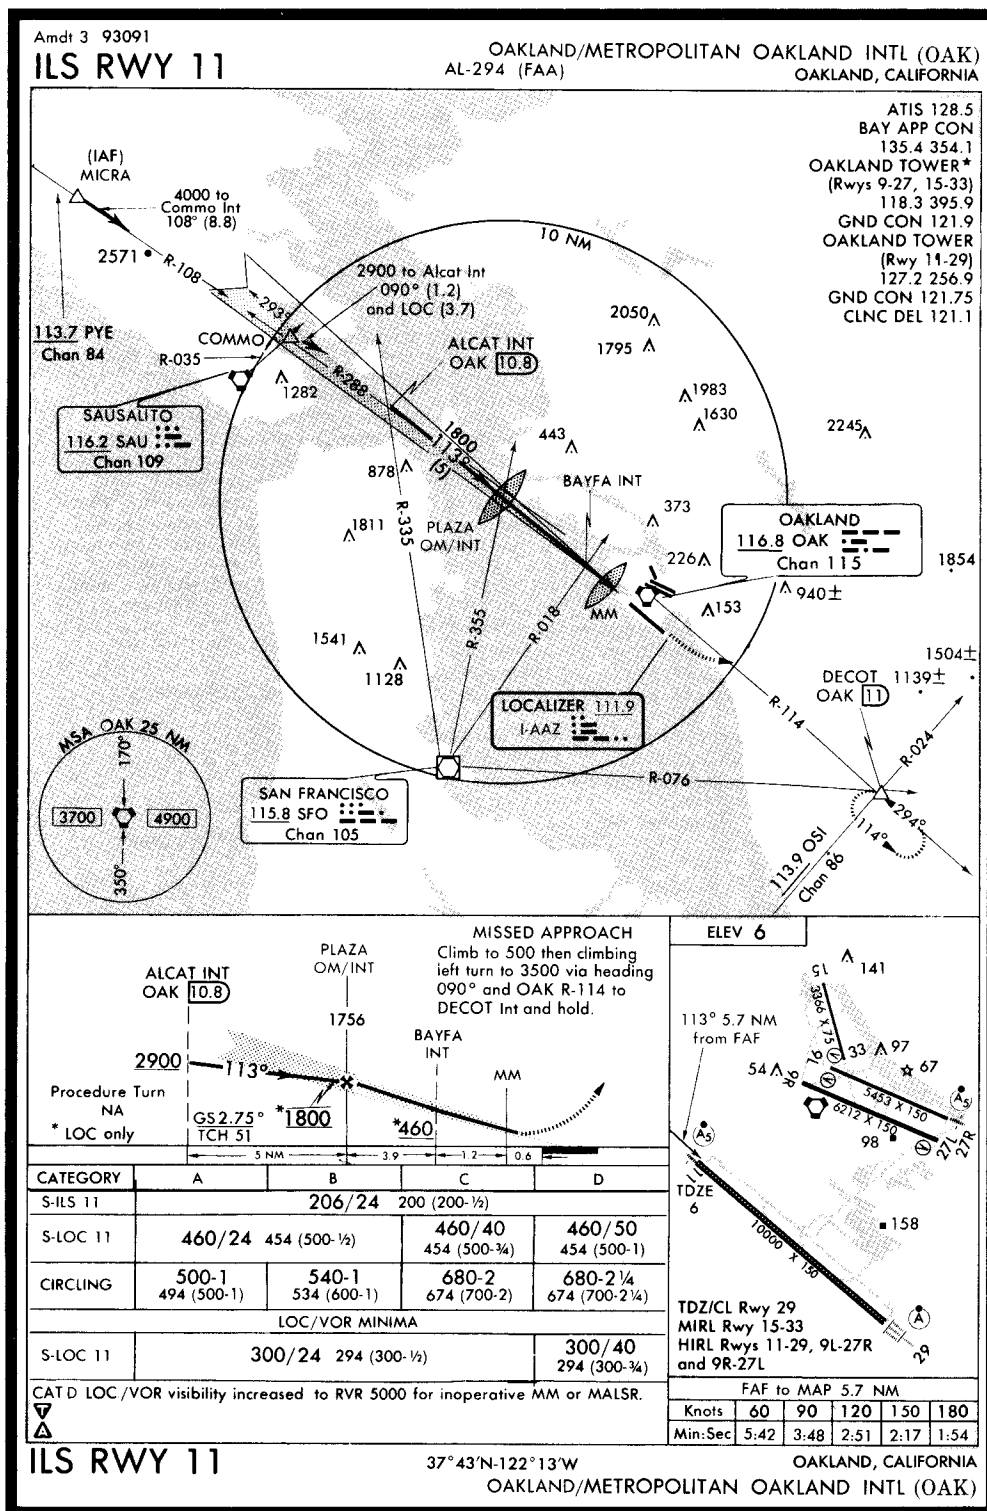 Amdt 3 93091
ILS RWY 11
AL-294 (FAA)
OAKLAND/METROPOLITAN OAKLAND INTL (OAK)
OAKLAND, CALIFORNIA
ATIS 128.5
BAY APP CON
135.4 354.1
OAKLAND TOWER*
(Rwys 9-27, 15-33)
118.3 395.9
GND CON 121.9
OAKLAND TOWER
(Rwy 11-29)
127.2 256.9
GND CON 121.75
CLNC DEL 121.1
(IAF)
MICRA
4000 to
Commo Int
108° (8.8)
2571
R-108
113.7 PYE
Chan 84
10 NM
2900 to Alcat Int
090° (1.2)
and LOC (3.7)
293°
COMMO
R-035
R-288
1282
ALCAT INT
OAK 10.8
2050
1795
1983
1630
2245
SAUSALITO
116.2 SAU
Chan 109
1800
113°
(5)
443
878
BAYFA INT
1811
R-335
PLAZA
OM/INT
373
226
OAKLAND
116.8 OAK
Chan 115
1854
940±
153
MM
R-355
R-018
1541
1128
LOCALIZER 111.9
I-AAZ
R-114
DECOT
OAK 11
1139±
1504±
R-024
R-076
294°
114°
113.9 OSI
Chan 86
SAN FRANCISCO
115.8 SFO
Chan 105
MSA OAK 25 NM
170°
3700
4900
350°
MISSED APPROACH
Climb to 500 then climbing
left turn to 3500 via heading
090° and OAK R-114 to
DECOT Int and hold.
ALCAT INT
OAK 10.8
PLAZA
OM/INT
1756
BAYFA
INT
MM
2900
113°
Procedure Turn
NA
* LOC only
GS 2.75°
TCH 51
*1800
*460
5 NM
3.9
1.2
0.6
ELEV 6
15
141
3366 X 75
33
97
67
113° 5.7 NM
from FAF
54
9L
9R
5453 X 150
6212 X 150
98
27L
27R
A5
A5
TDZE
6
158
10000 X 150
A
29
TDZ/CL Rwy 29
MIRL Rwy 15-33
HIRL Rwys 11-29, 9L-27R
and 9R-27L
CATEGORY A B C D
S-ILS 11 206/24 200 (200-½)
S-LOC 11 460/24 454 (500-½) 460/40 454 (500-¾) 460/50 454 (500-1)
CIRCLING 500-1 494 (500-1) 540-1 534 (600-1) 680-2 674 (700-2) 680-2¼ 674 (700-2¼)
LOC/VOR MINIMA
S-LOC 11 300/24 294 (300-½) 300/40 294 (300-¾)
CAT D LOC/VOR visibility increased to RVR 5000 for inoperative MM or MALSR.
T
A
FAF to MAP 5.7 NM
Knots 60 90 120 150 180
Min:Sec 5:42 3:48 2:51 2:17 1:54
ILS RWY 11
37°43'N-122°13'W
OAKLAND, CALIFORNIA
OAKLAND/METROPOLITAN OAKLAND INTL (OAK)